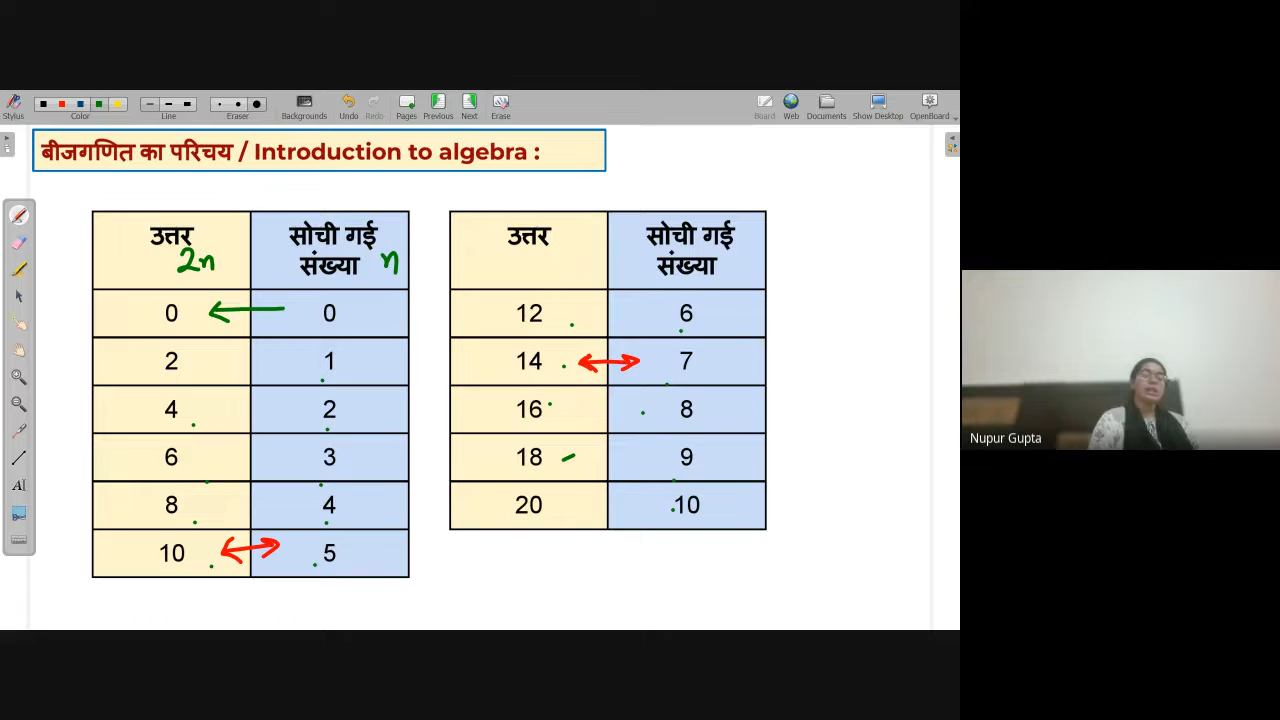 Stylus
Color
Line
Eraser
Backgrounds
Undo
Redo
Pages
Previous
Next
Erase
Board
Web
Documents
Show Desktop
OpenBoard
बीजगणित का परिचय / Introduction to algebra :
उत्तर 2n
सोची गई
संख्या n
0 0
2 1
4 2
6 3
8 4
10 5
उत्तर
सोची गई
संख्या
12 6
14 7
16 8
18 9
20 10
Nupur Gupta